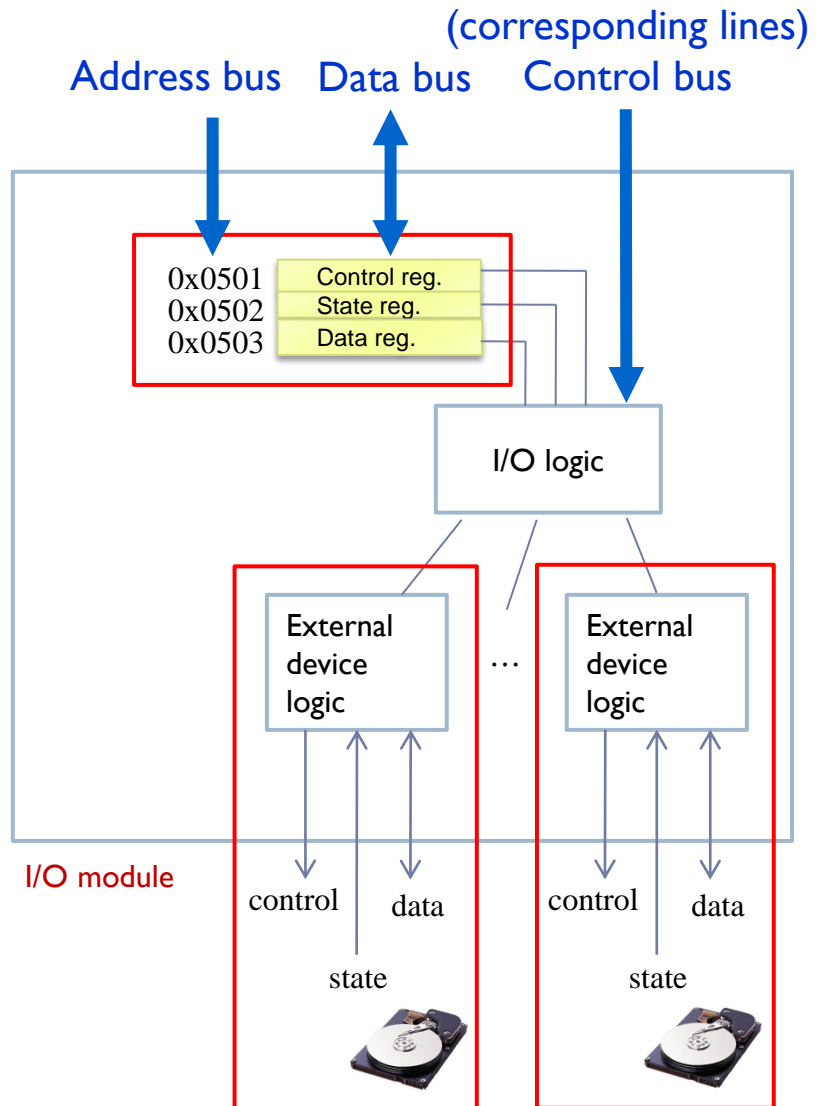 (corresponding lines)
Address bus Data bus Control bus
0x0501 Control reg.
0x0502 State reg.
0x0503 Data reg.
I/O logic
External
device
logic
...
External
device
logic
I/O module
control data
state
control data
state